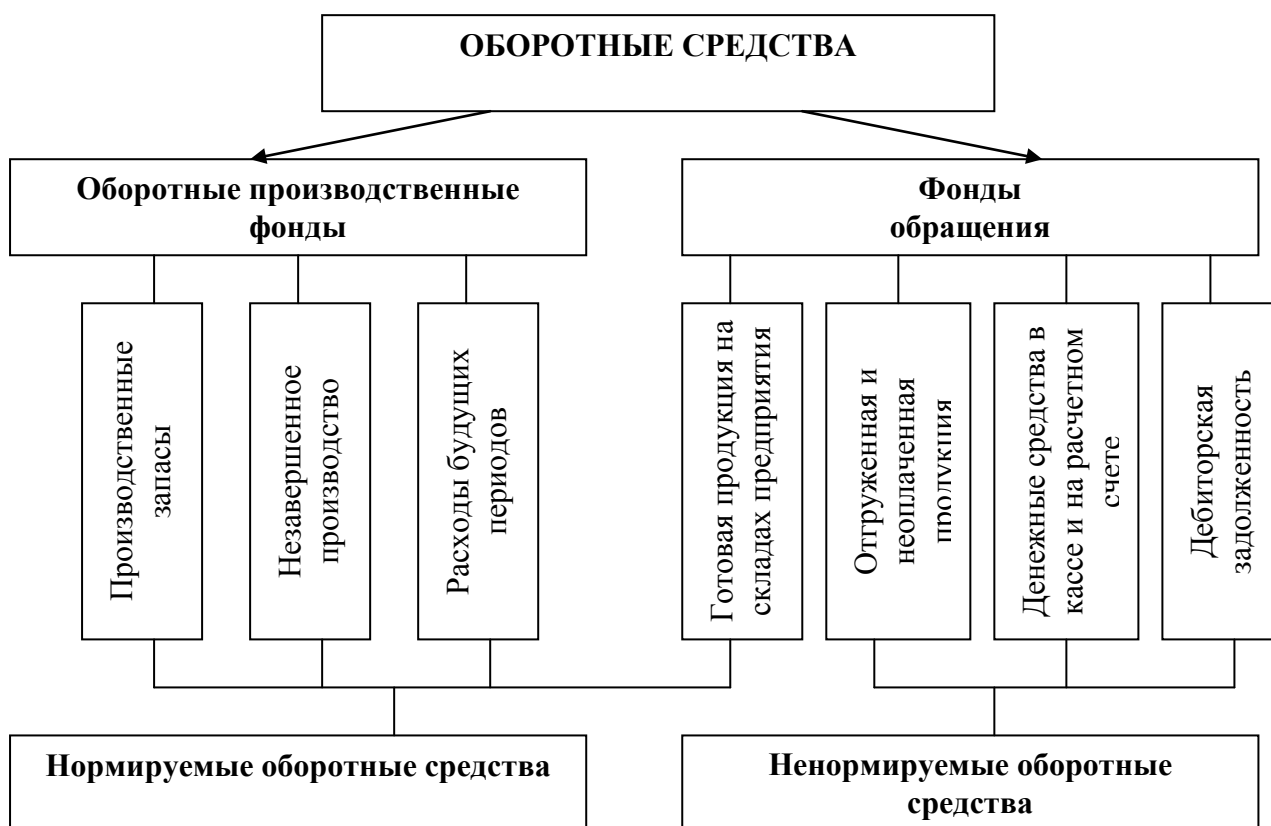 ОБОРОТНЫЕ СРЕДСТВА
Оборотные производственные
фонды
Фонды
обращения
Производственные
запасы
Незавершенное
производство
Расходы будущих
периодов
Готовая продукция на
складах предприятия
Отгруженная и
неоплаченная
продукция
Денежные средства в
кассе и на расчетном
счете
Дебиторская
задолженность
Нормируемые оборотные средства
Ненормируемые оборотные
средства